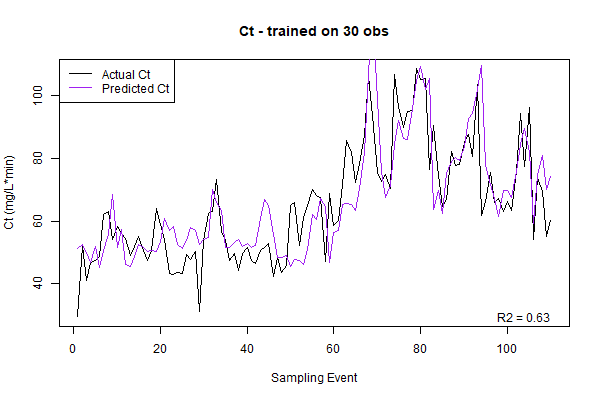 Ct - trained on 30 obs
Actual Ct
Predicted Ct
Ct (mg/L*min)
100
80
60
40
R2 = 0.63
0 20 40 60 80 100
Sampling Event